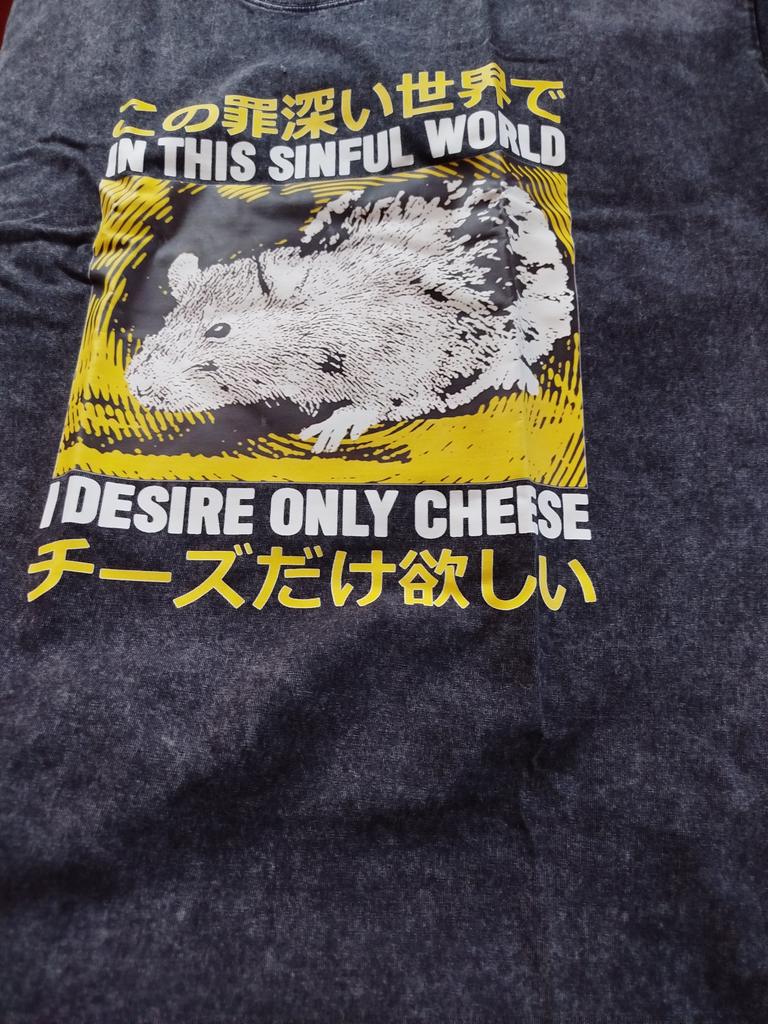 この罪深い世界で
IN THIS SINFUL WORLD
I DESIRE ONLY CHEESE
チーズだけ欲しい